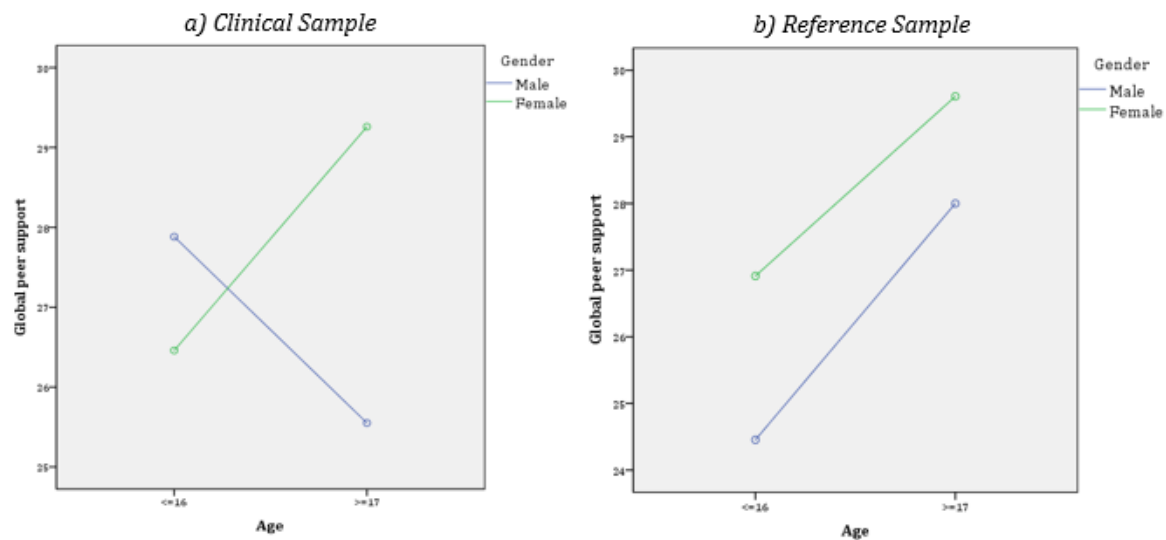 a) Clinical Sample
Gender
Male
Female
30
29
28
27
26
25
Global peer support
<=16
>=17
Age
b) Reference Sample
Gender
Male
Female
30
29
28
27
26
25
24
Global peer support
<=16
>=17
Age